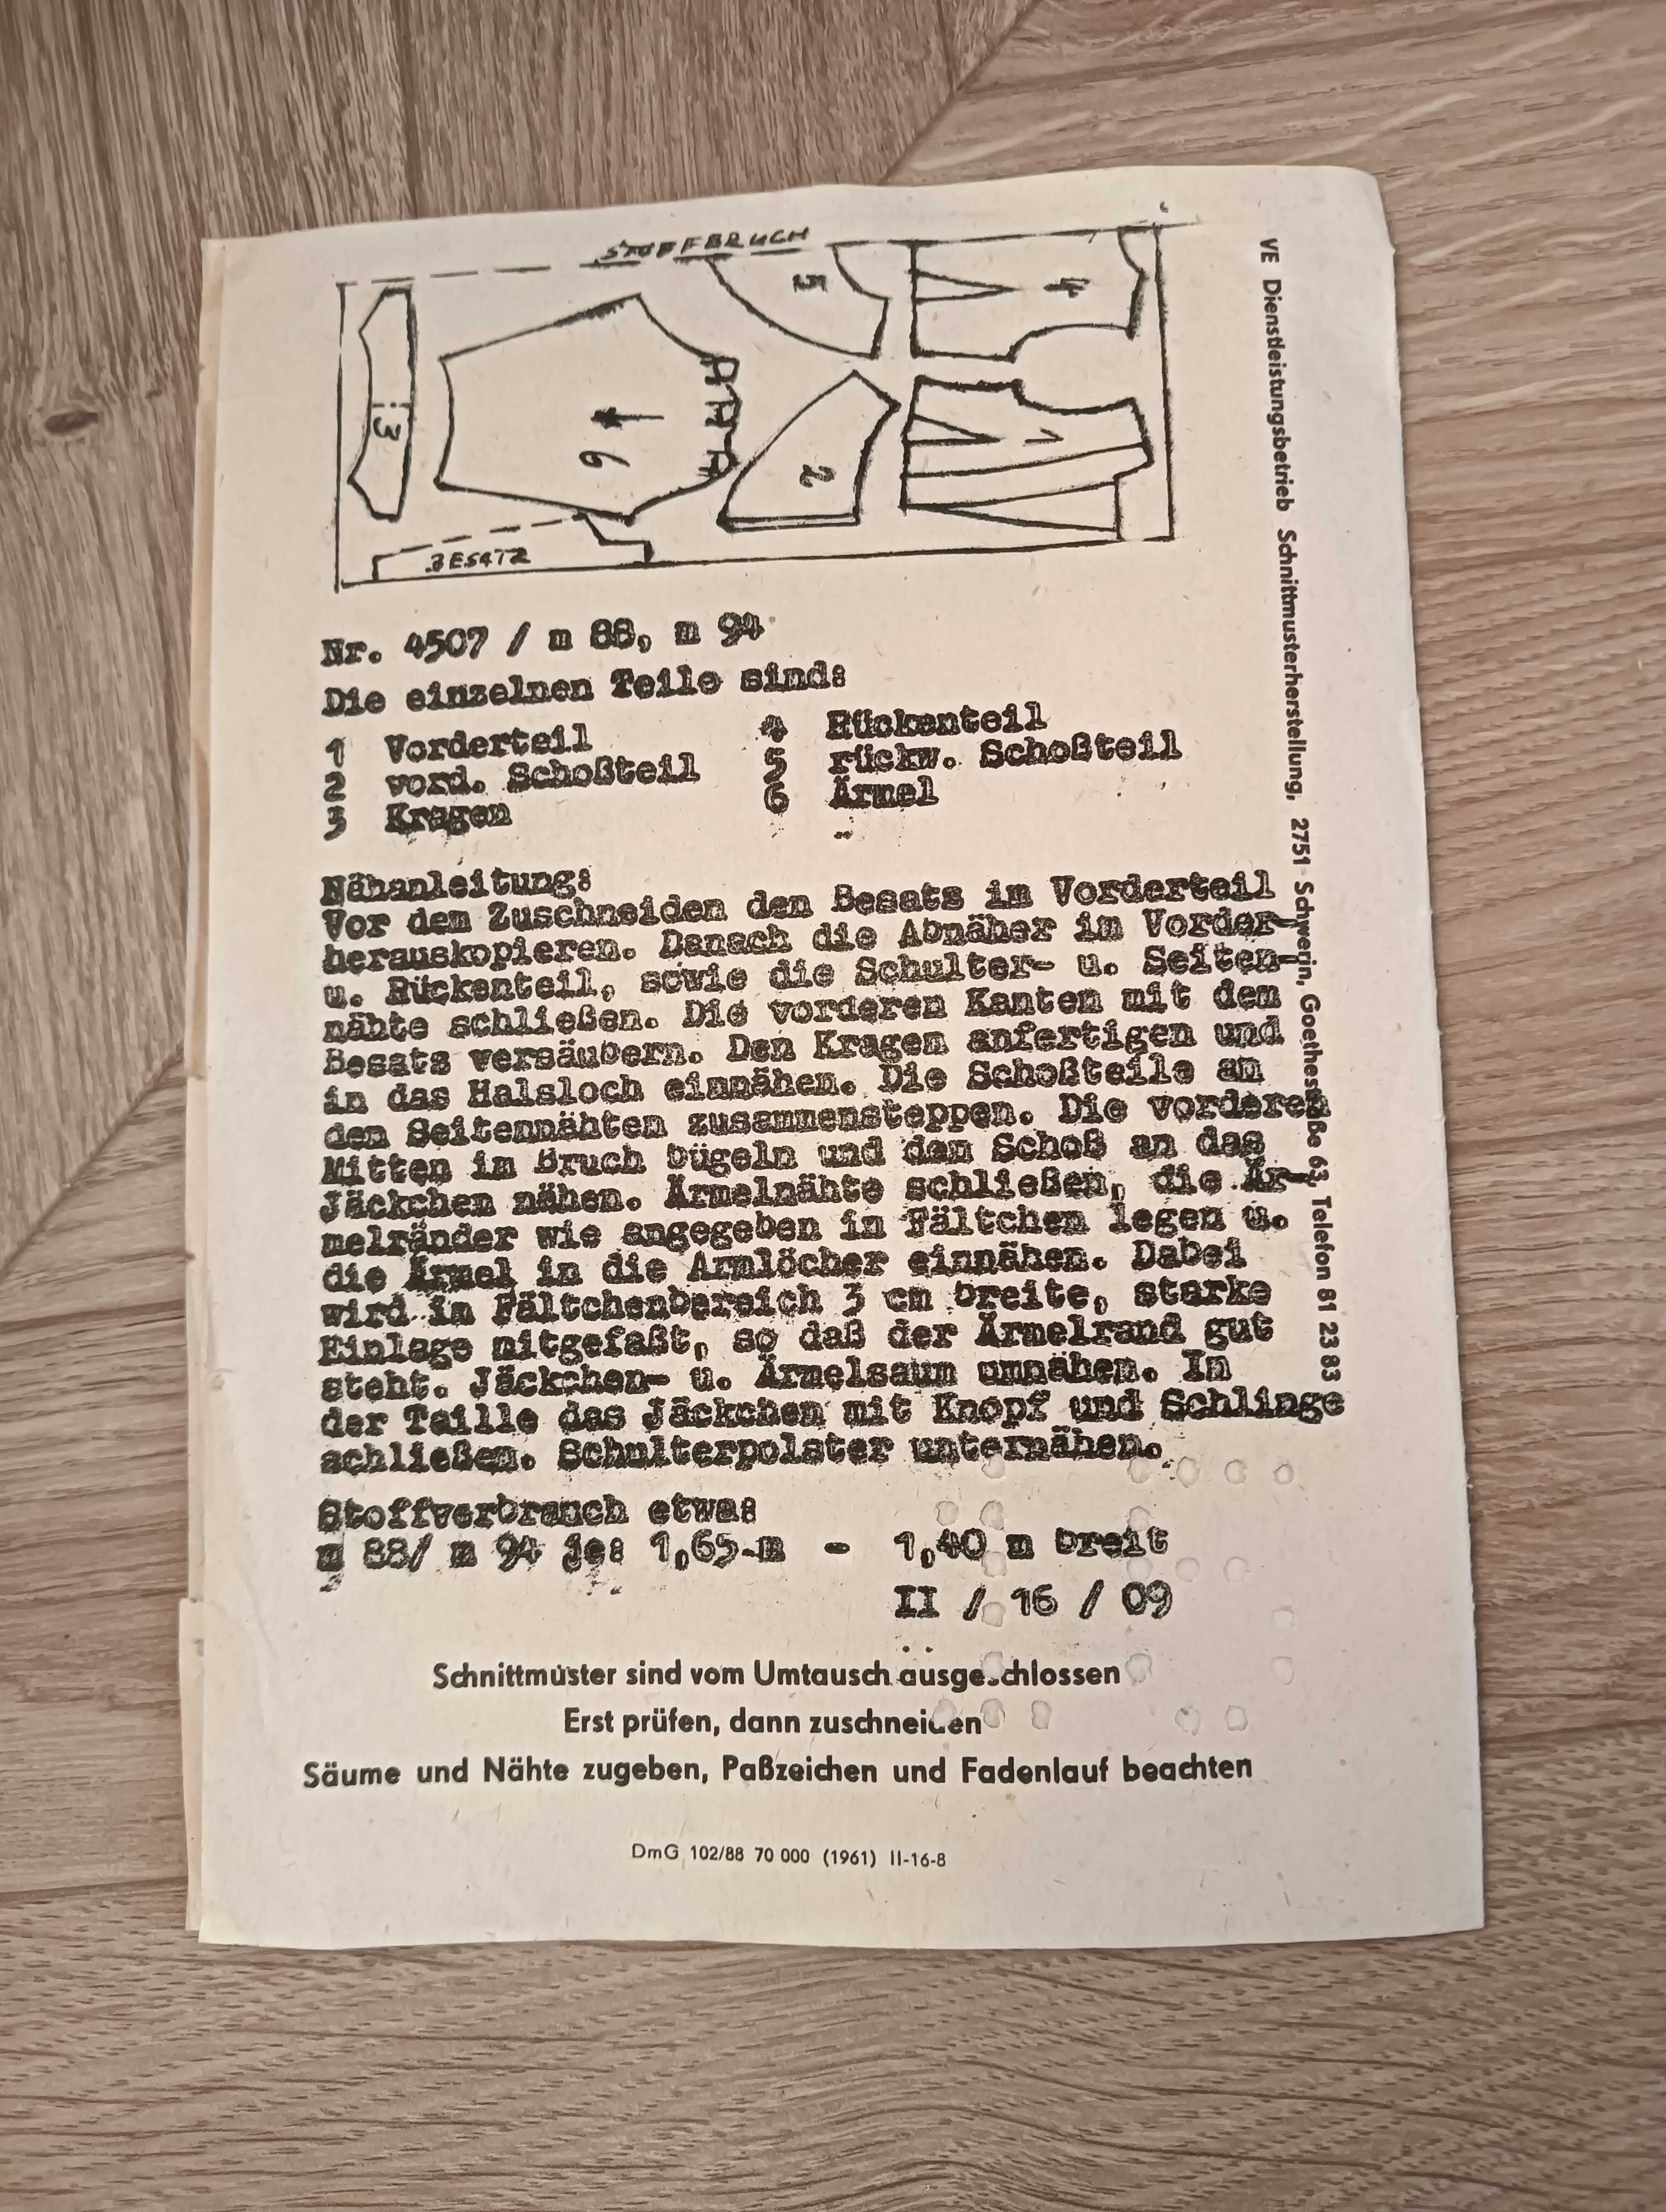 STOFFBRUCH
5
4
3
6
2
1
BESATZ
Nr. 4507 / m 88, m 94
Die einzelnen Teile sind:
1 Vorderteil 4 Rückenteil
2 vord. Schoßteil 5 rückw. Schoßteil
3 Kragen 6 Ärmel
Nähanleitung:
Vor dem Zuschneiden den Besatz im Vorderteil
herauskopieren. Danach die Abnäher im Vorder-
u. Rückenteil, sowie die Schulter- u. Seiten-
nähte schließen. Die vorderen Kanten mit dem
Besatz versäubern. Den Kragen anfertigen und
in das Halsloch einnähen. Die Schoßteile an
den Seitennähten zusammensteppen. Die vorderen
Mitten im Bruch bügeln und den Schoß an das
Jäckchen nähen. Ärmelnähte schließen, die Är-
melränder wie angegeben in Fältchen legen u.
die Ärmel in die Armlöcher einnähen. Dabei
wird im Fältchenbereich 3 cm breite, starke
Einlage mitgefaßt, so daß der Ärmelrand gut
steht. Jäckchen- u. Ärmelsaum umnähen. In
der Taille das Jäckchen mit Knopf und Schlinge
schließen. Schulterpolster unternähen.
Stoffverbrauch etwa:
m 88/ m 94 je: 1,65 m - 1,40 m breit
II / 16 / 09
Schnittmuster sind vom Umtausch ausgeschlossen
Erst prüfen, dann zuschneiden
Säume und Nähte zugeben, Paßzeichen und Fadenlauf beachten
DmG 102/88 70 000 (1961) II-16-8
VE Dienstleistungsbetrieb Schnittmusterherstellung, 2751 Schwerin, Goethestraße 63 Telefon 81 23 83